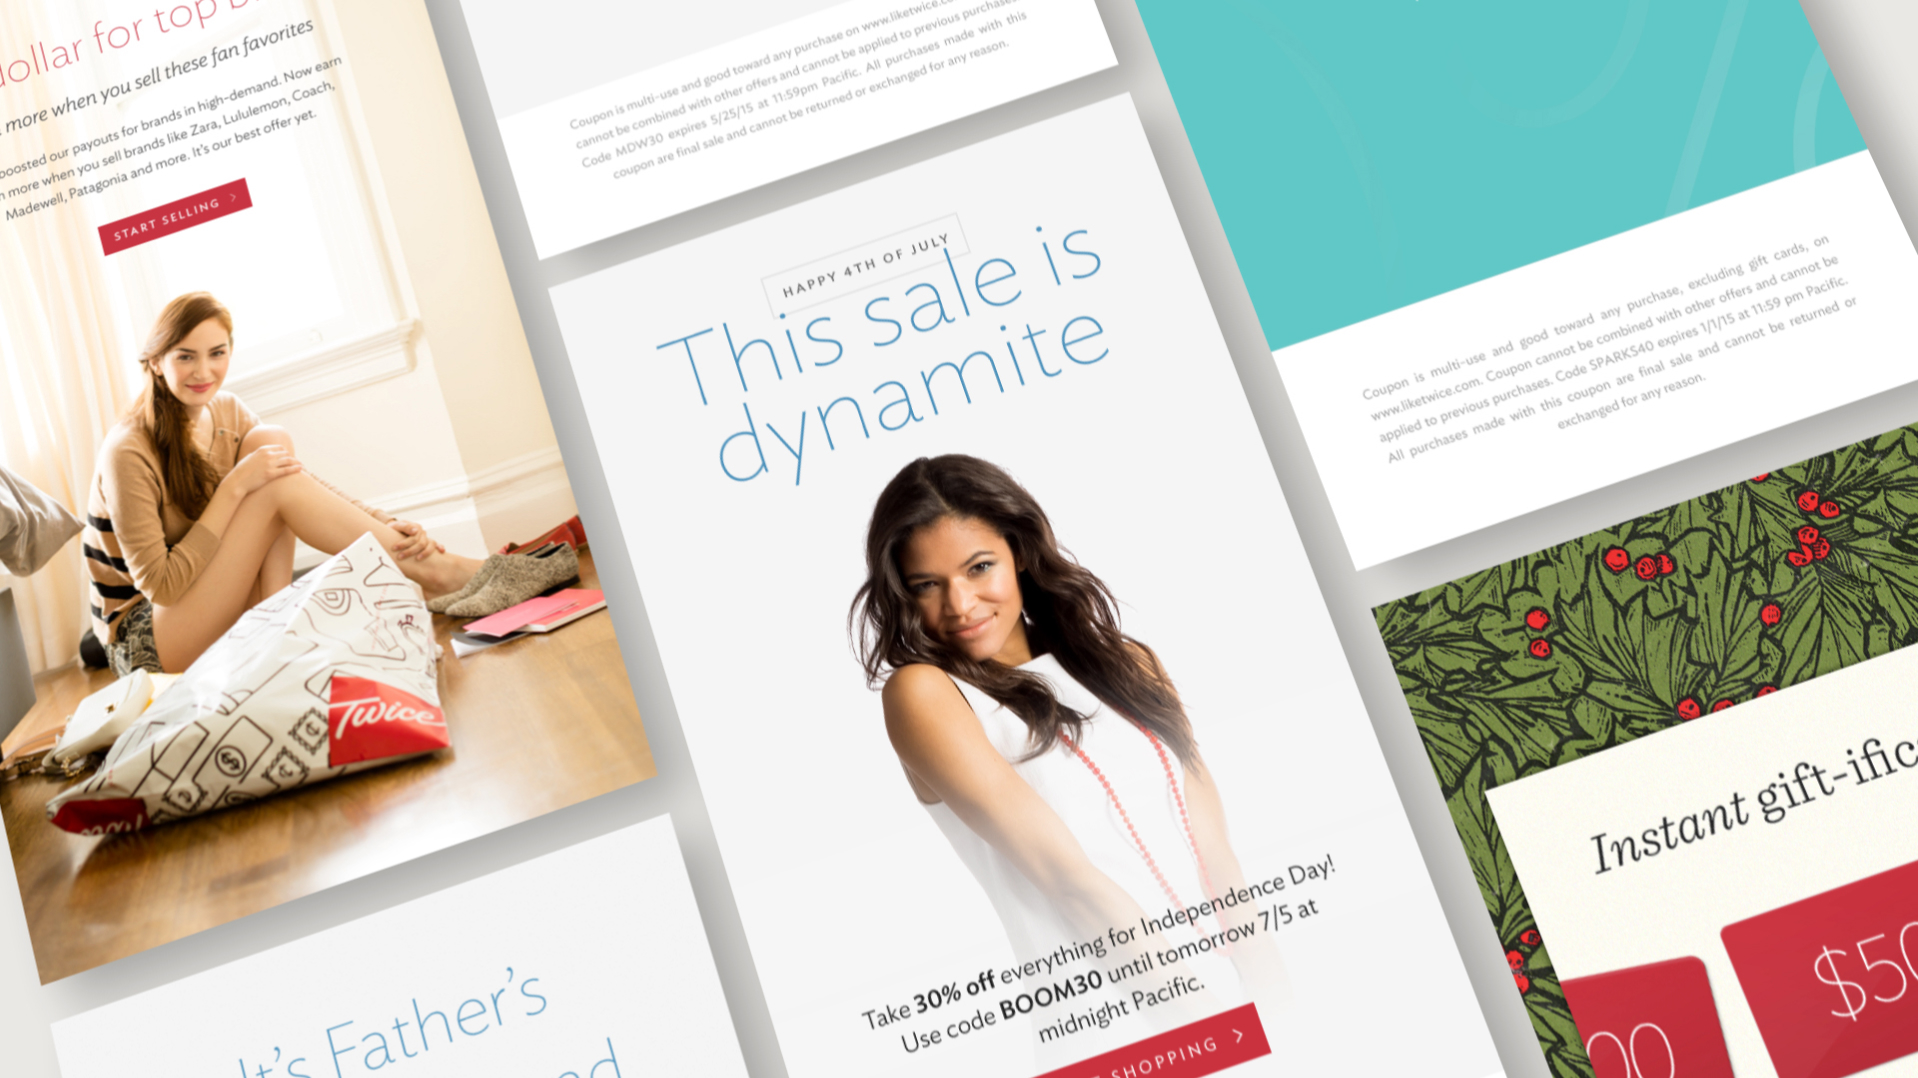 dollar for top
more when you sell these fan favorites
boosted our payouts for brands in high-demand. Now earn
more when you sell brands like Zara, Lululemon, Coach,
Madewell, Patagonia and more. It's our best offer yet.
START SELLING >
Twice
It's Father's
Coupon is multi-use and good toward any purchase on www.liketwice.co
cannot be combined with other offers and cannot be applied to previous purchases.
Code MDW30 expires 5/25/15 at 11:59pm Pacific. All purchases made with this
coupon are final sale and cannot be returned or exchanged for any reason.
HAPPY 4TH OF JULY
This sale is
dynamite
Take 30% off everything for Independence Day!
Use code BOOM30 until tomorrow 7/5 at
midnight Pacific.
SHOPPING >
Coupon is multi-use and good toward any purchase, excluding gift cards, on
www.liketwice.com. Coupon cannot be combined with other offers and cannot be
applied to previous purchases. Code SPARKS40 expires 1/1/15 at 11:59 pm Pacific.
All purchases made with this coupon are final sale and cannot be returned or
exchanged for any reason.
Instant gift-ific
00
$50